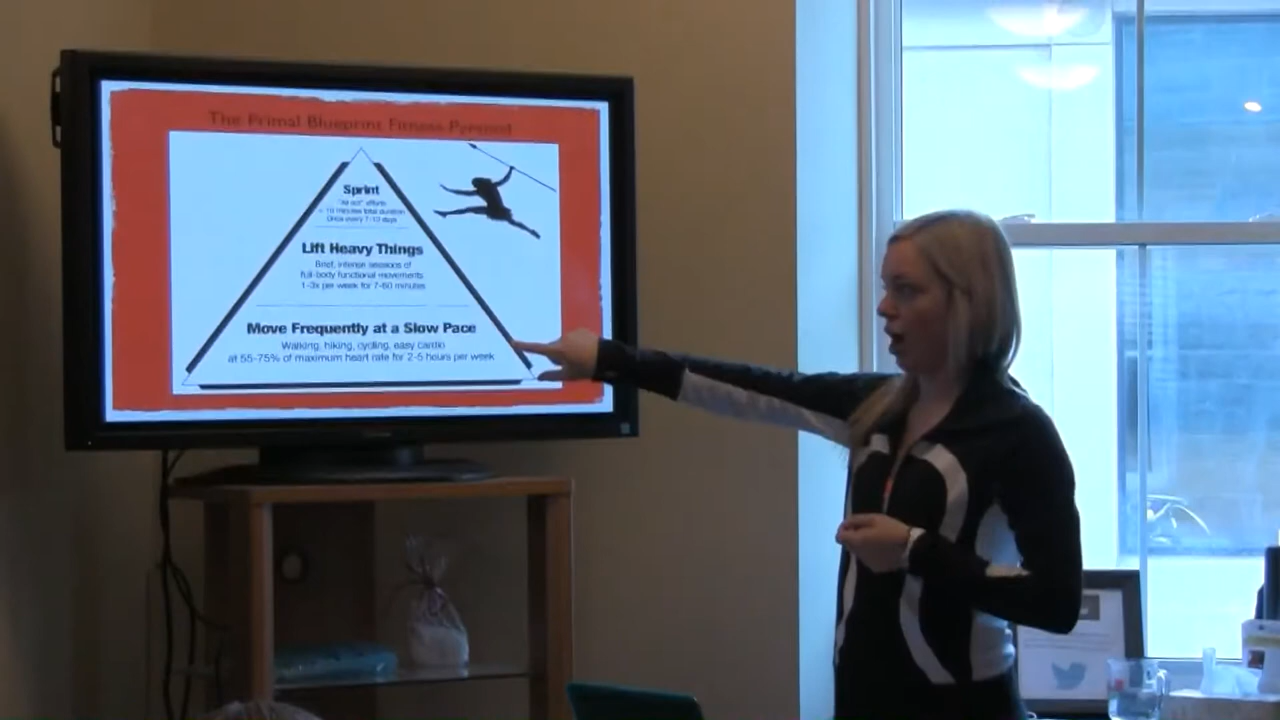 The Primal Blueprint Fitness Pyramid
Sprint
"All out" efforts
< 10 minutes total duration
Once every 7-10 days
Lift Heavy Things
Brief, intense sessions of
full-body functional movements
1-3x per week for 7-60 minutes
Move Frequently at a Slow Pace
Walking, hiking, cycling, easy cardio
at 55-75% of maximum heart rate for 2-5 hours per week